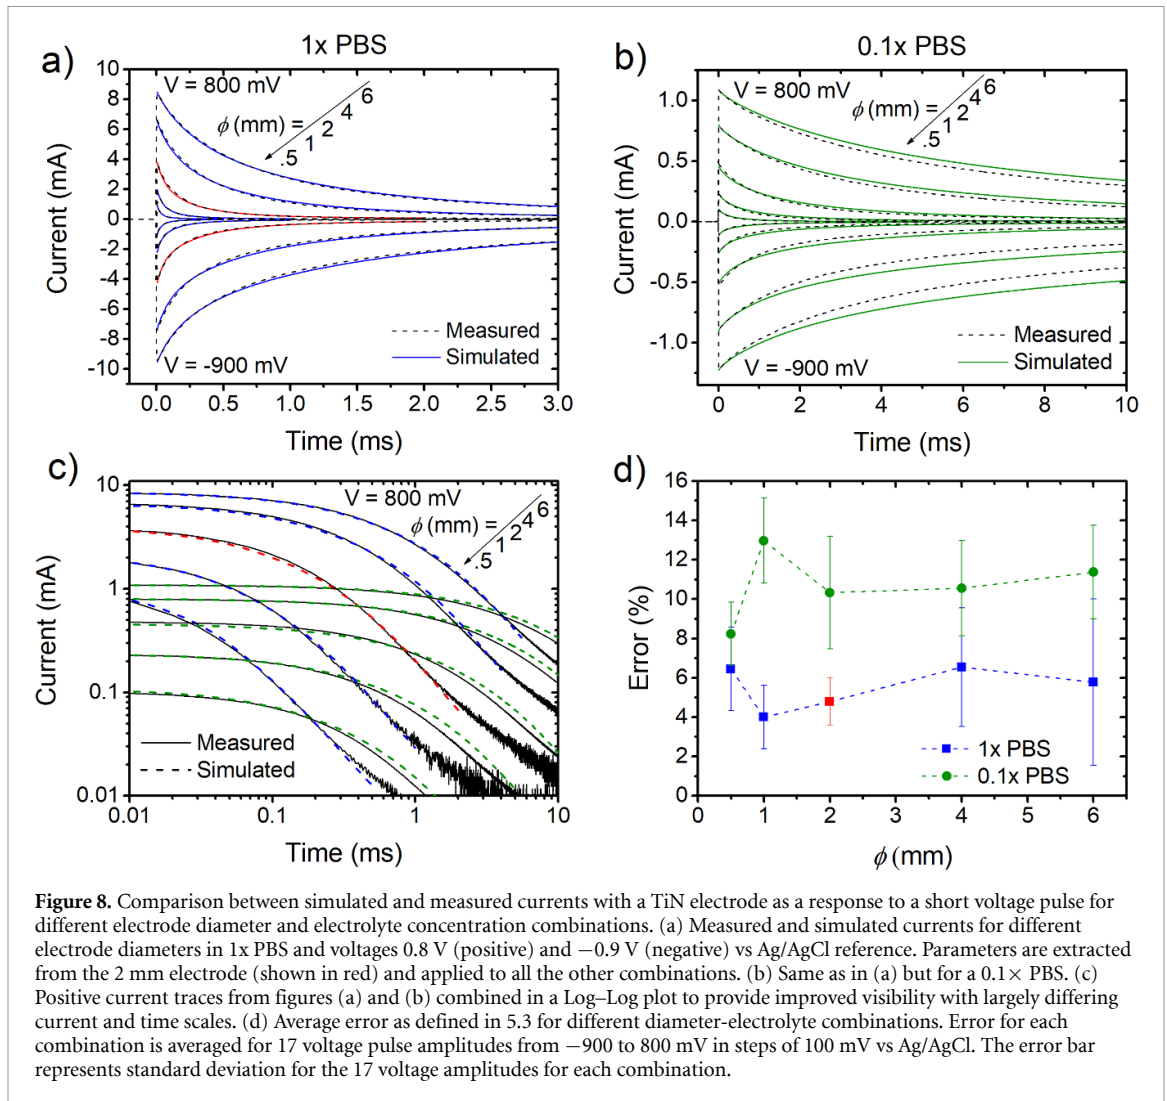 1x PBS
0.1x PBS
a)
b)
10
8
6
4
2
0
-2
-4
-6
-8
-10
Current (mA)
V = 800 mV
ϕ (mm) =
.5 1 2 4 6
V = -900 mV
Measured
Simulated
0.0 0.5 1.0 1.5 2.0 2.5 3.0
Time (ms)
1.0
0.5
0.0
-0.5
-1.0
Current (mA)
V = 800 mV
ϕ (mm) =
.5 1 2 4 6
V = -900 mV
Measured
Simulated
0 2 4 6 8 10
Time (ms)
c)
d)
10
1
0.1
0.01
Current (mA)
V = 800 mV
ϕ (mm) =
.5 1 2 4 6
Measured
Simulated
0.01 0.1 1 10
Time (ms)
16
14
12
10
8
6
4
2
0
Error (%)
1x PBS
0.1x PBS
0 1 2 3 4 5 6
ϕ (mm)
Figure 8. Comparison between simulated and measured currents with a TiN electrode as a response to a short voltage pulse for
different electrode diameter and electrolyte concentration combinations. (a) Measured and simulated currents for different
electrode diameters in 1x PBS and voltages 0.8 V (positive) and −0.9 V (negative) vs Ag/AgCl reference. Parameters are extracted
from the 2 mm electrode (shown in red) and applied to all the other combinations. (b) Same as in (a) but for a 0.1× PBS. (c)
Positive current traces from figures (a) and (b) combined in a Log–Log plot to provide improved visibility with largely differing
current and time scales. (d) Average error as defined in 5.3 for different diameter-electrolyte combinations. Error for each
combination is averaged for 17 voltage pulse amplitudes from −900 to 800 mV in steps of 100 mV vs Ag/AgCl. The error bar
represents standard deviation for the 17 voltage amplitudes for each combination.